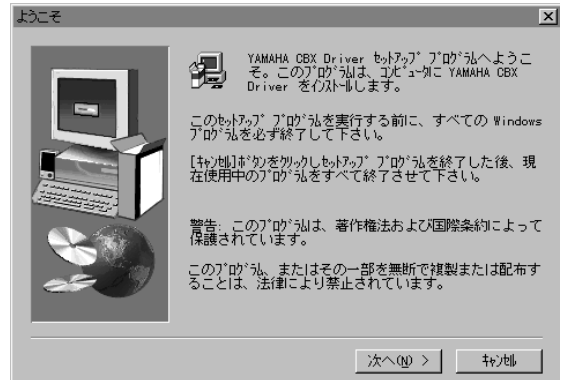 ようこそ
YAMAHA CBX Driver ｾｯﾄｱｯﾌﾟ ﾌﾟﾛｸﾞﾗﾑへようこ
そ。このﾌﾟﾛｸﾞﾗﾑは、ｺﾝﾋﾟｭｰﾀに YAMAHA CBX
Driver をｲﾝｽﾄｰﾙします。
このｾｯﾄｱｯﾌﾟ ﾌﾟﾛｸﾞﾗﾑを実行する前に、すべての Windows
ﾌﾟﾛｸﾞﾗﾑを必ず終了して下さい。
[ｷｬﾝｾﾙ]ﾎﾞﾀﾝをｸﾘｯｸしｾｯﾄｱｯﾌﾟ ﾌﾟﾛｸﾞﾗﾑを終了した後、現
在使用中のﾌﾟﾛｸﾞﾗﾑをすべて終了させて下さい。
警告: このﾌﾟﾛｸﾞﾗﾑは、著作権法および国際条約によって
保護されています。
このﾌﾟﾛｸﾞﾗﾑ、またはその一部を無断で複製または配布す
ることは、法律により禁止されています。
次へ(N) >
ｷｬﾝｾﾙ